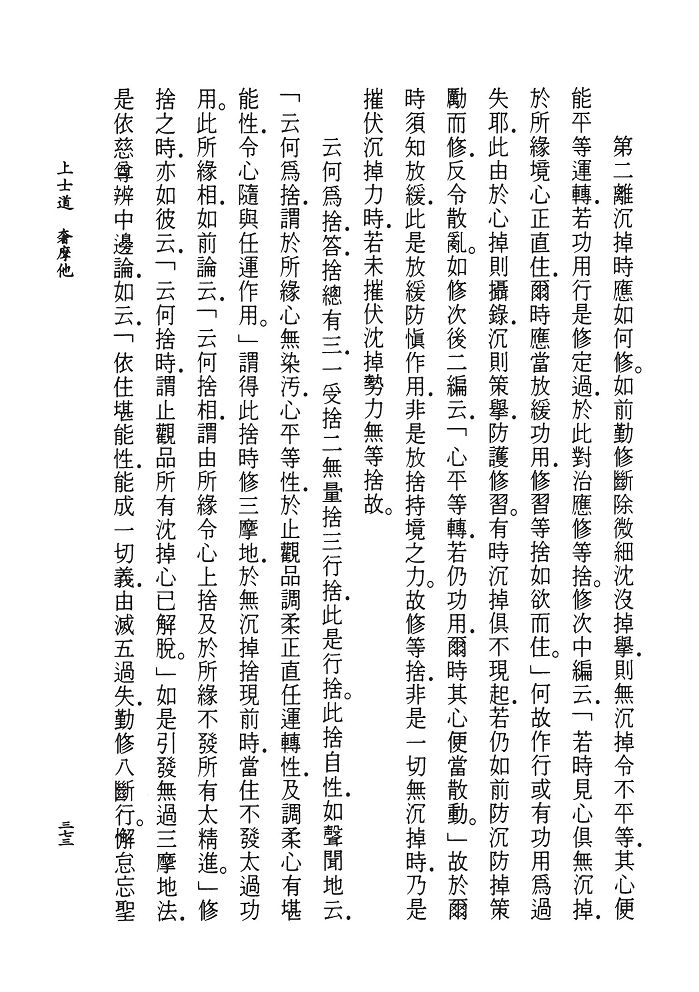 第二離沉掉時應如何修。如前勤修斷除微細沈沒掉擧．則無沉掉令不平等．其心便
能平等運轉．若功用行是修定過．於此對治應修等捨。修次中編云．「若時見心俱無沉掉．
於所緣境心正直住．爾時應當放緩功用．修習等捨如欲而住。」何故作行或有功用爲過
失耶．此由於心掉則攝錄．沉則策擧．防護修習。有時沉掉俱不現起．若仍如前防沉防掉策
勵而修．反令散亂。如修次後二編云．「心平等轉．若仍功用．爾時其心便當散動。」故於爾
時須知放緩．此是放緩防愼作用．非是放捨持境之力。故修等捨．非是一切無沉掉時．乃是
摧伏沉掉力時．若未摧伏沈掉勢力無等捨故。
云何爲捨．答．捨總有三．一受捨二無量捨三行捨．此是行捨。此捨自性．如聲聞地云．
「云何爲捨．謂於所緣心無染汚．心平等性．於止觀品調柔正直任運轉性．及調柔心有堪
能性．令心隨與任運作用。」謂得此捨時修三摩地．於無沉掉捨現前時．當住不發太過功
用。此所緣相．如前論云．「云何捨相．謂由所緣令心上捨及於所緣不發所有太精進。」修
捨之時．亦如彼云．「云何捨時．謂止觀品所有沈掉心已解脫。」如是引發無過三摩地法．
是依慈尊辨中邊論．如云．「依住堪能性．能成一切義．由滅五過失．勤修八斷行。懈怠忘聖
上士道 奢摩他
三七三